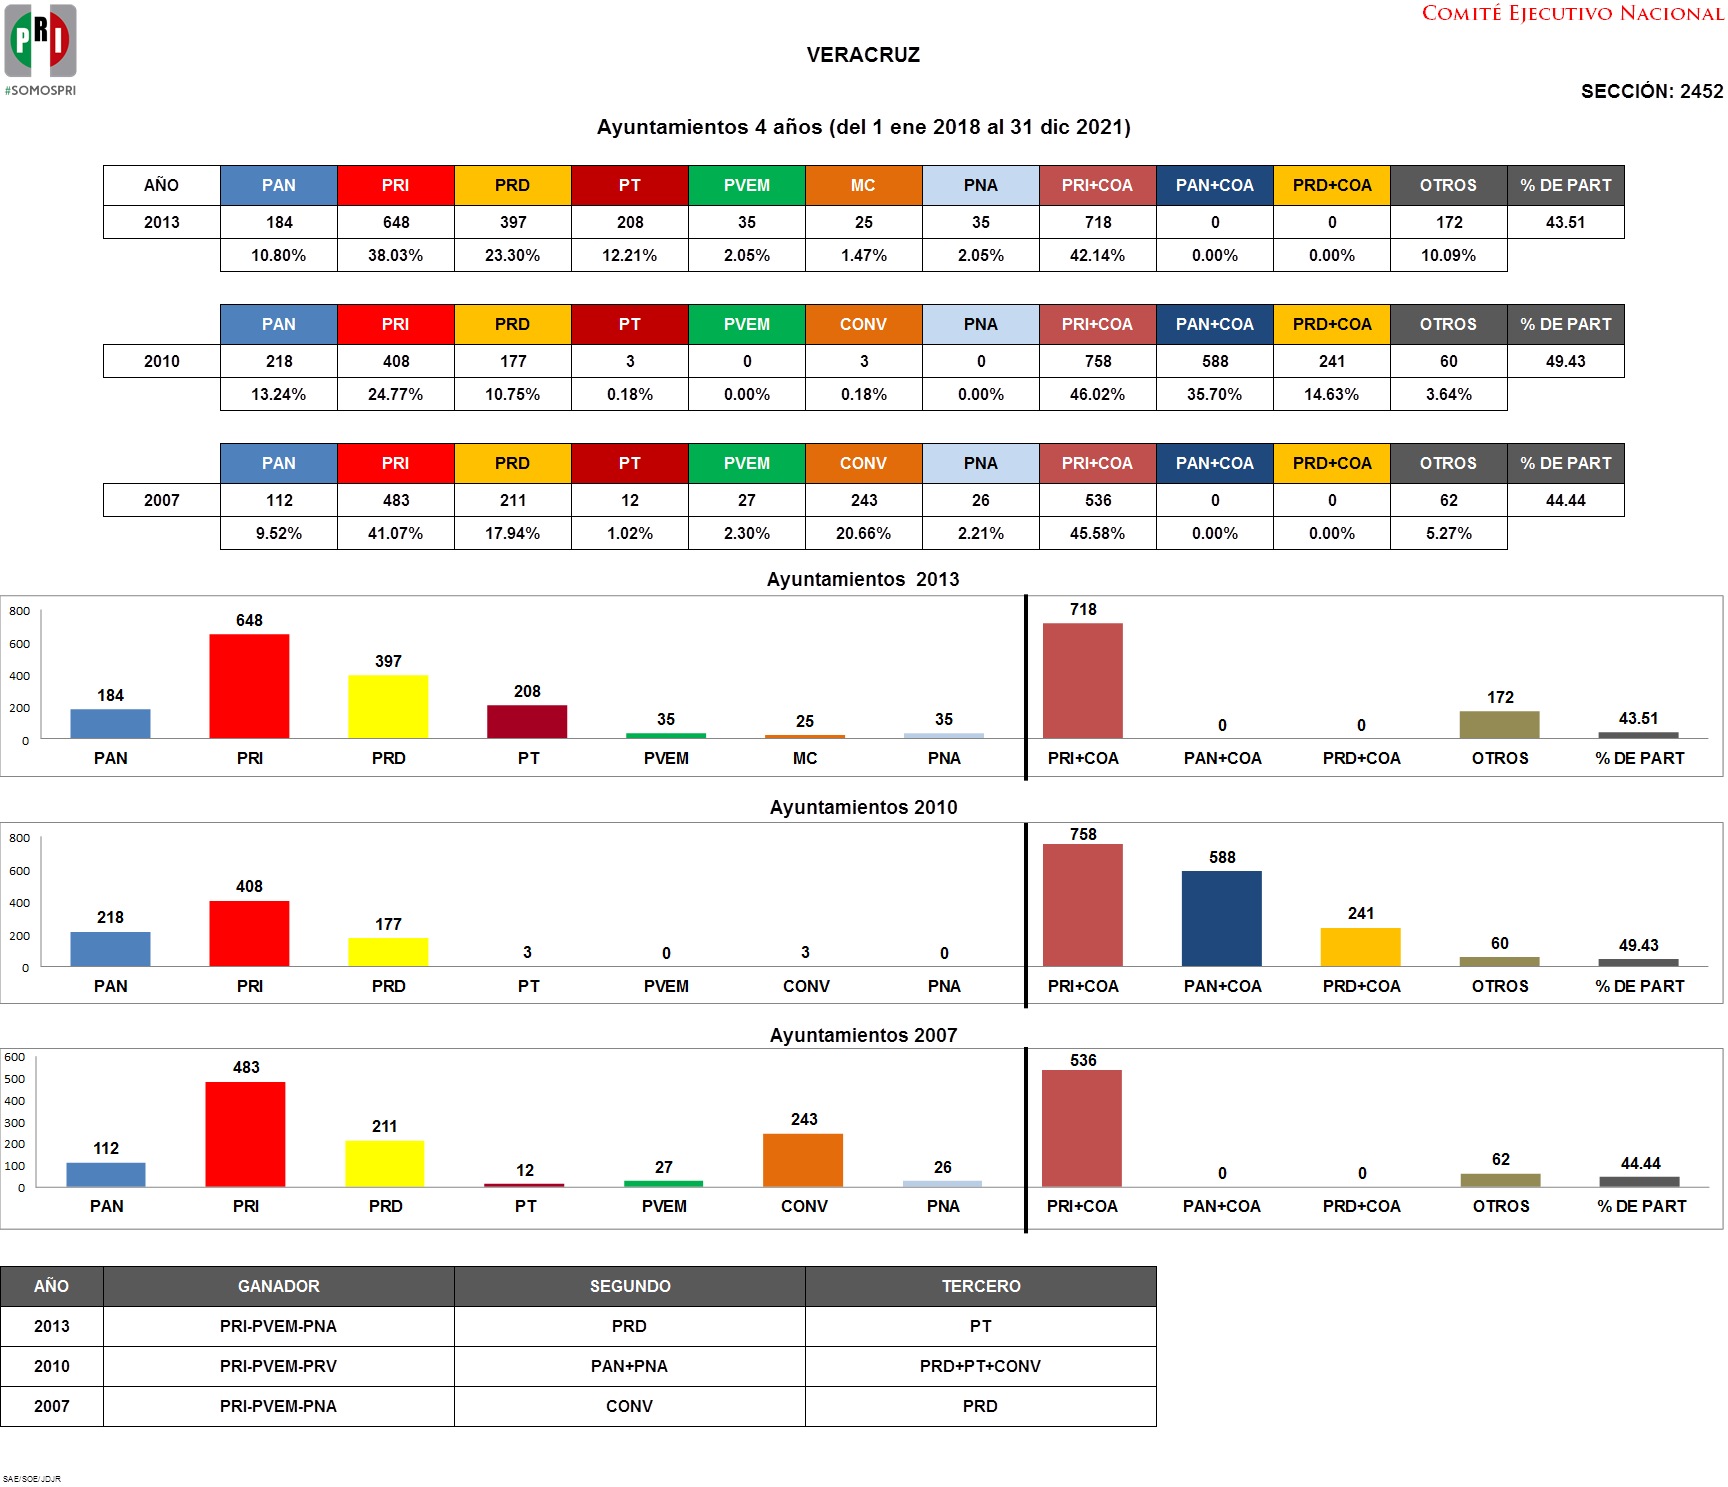 COMITÉ EJECUTIVO NACIONAL
PRI
#SOMOSPRI
VERACRUZ
SECCIÓN: 2452
Ayuntamientos 4 años (del 1 ene 2018 al 31 dic 2021)
AÑO PAN PRI PRD PT PVEM MC PNA PRI+COA PAN+COA PRD+COA OTROS % DE PART
2013 184 648 397 208 35 25 35 718 0 0 172 43.51
10.80% 38.03% 23.30% 12.21% 2.05% 1.47% 2.05% 42.14% 0.00% 0.00% 10.09%
PAN PRI PRD PT PVEM CONV PNA PRI+COA PAN+COA PRD+COA OTROS % DE PART
2010 218 408 177 3 0 3 0 758 588 241 60 49.43
13.24% 24.77% 10.75% 0.18% 0.00% 0.18% 0.00% 46.02% 35.70% 14.63% 3.64%
PAN PRI PRD PT PVEM CONV PNA PRI+COA PAN+COA PRD+COA OTROS % DE PART
2007 112 483 211 12 27 243 26 536 0 0 62 44.44
9.52% 41.07% 17.94% 1.02% 2.30% 20.66% 2.21% 45.58% 0.00% 0.00% 5.27%
Ayuntamientos 2013
800
600
400
200
0
184 648 397 208 35 25 35 718 0 0 172 43.51
PAN PRI PRD PT PVEM MC PNA PRI+COA PAN+COA PRD+COA OTROS % DE PART
Ayuntamientos 2010
800
600
400
200
0
218 408 177 3 0 3 0 758 588 241 60 49.43
PAN PRI PRD PT PVEM CONV PNA PRI+COA PAN+COA PRD+COA OTROS % DE PART
Ayuntamientos 2007
600
500
400
300
200
100
0
112 483 211 12 27 243 26 536 0 0 62 44.44
PAN PRI PRD PT PVEM CONV PNA PRI+COA PAN+COA PRD+COA OTROS % DE PART
AÑO GANADOR SEGUNDO TERCERO
2013 PRI-PVEM-PNA PRD PT
2010 PRI-PVEM-PRV PAN+PNA PRD+PT+CONV
2007 PRI-PVEM-PNA CONV PRD
SAE/SOE/JDJR